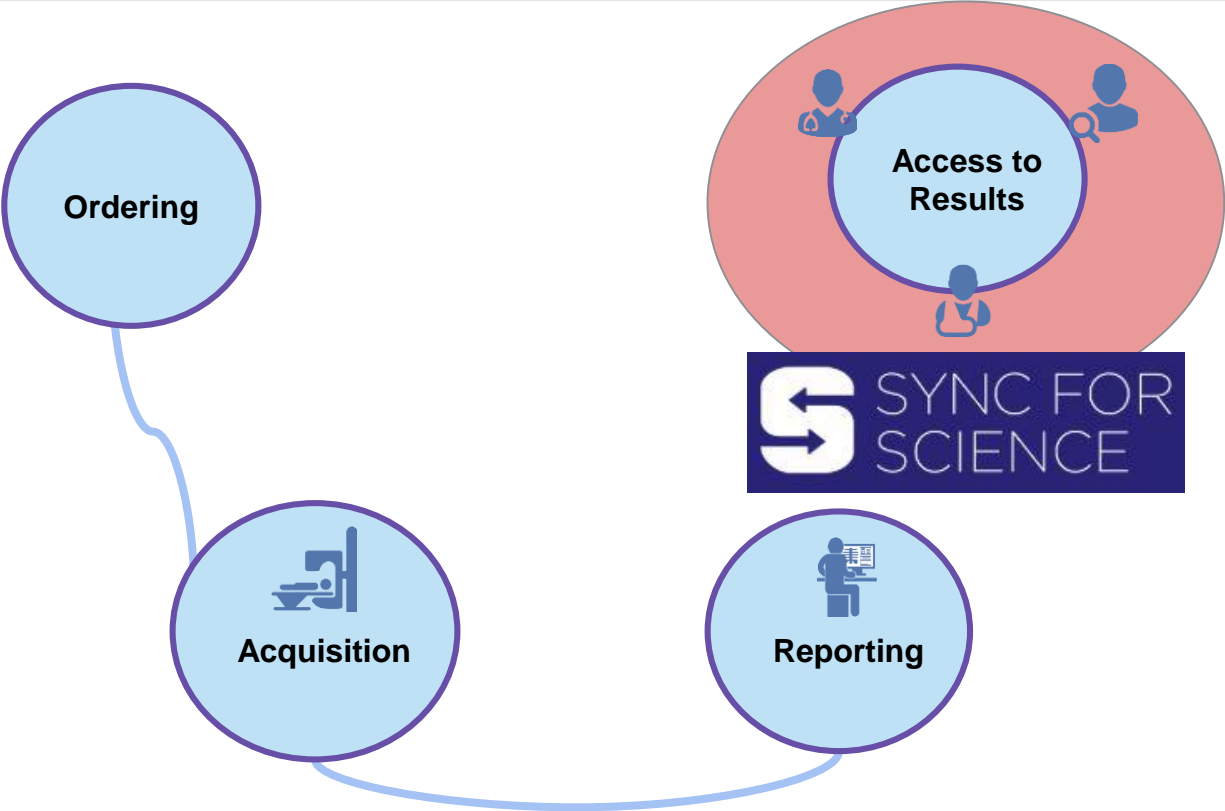 Ordering
Access to
Results
SYNC FOR
SCIENCE
Acquisition
Reporting